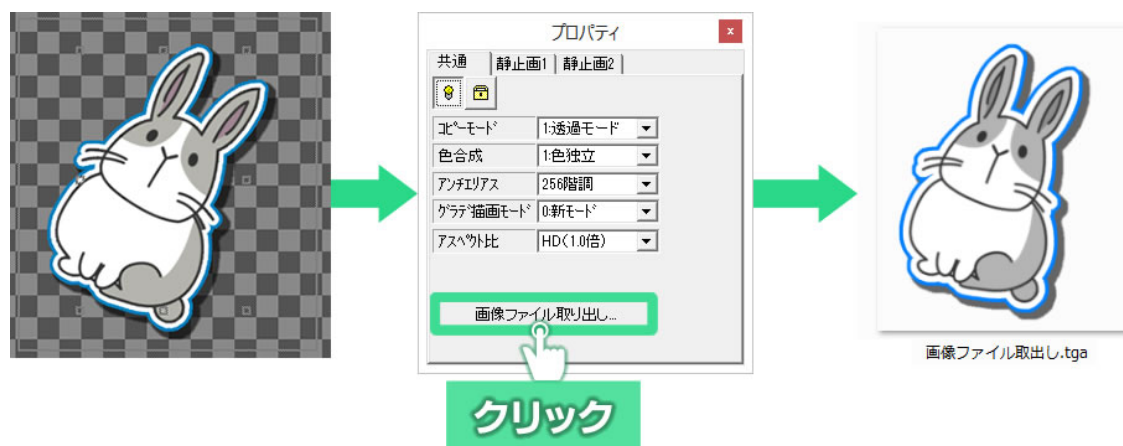 プロパティ
x
共通 静止画1 静止画2
ｺﾋﾟｰﾓｰﾄﾞ 1:透過モード
色合成 1:色独立
ｱﾝﾁｴﾘｱｽ 256階調
ｸﾞﾗﾃﾞ描画ﾓｰﾄﾞ 0:新ﾓｰﾄﾞ
ｱｽﾍﾟｸﾄ比 HD(1.0倍)
画像ファイル取り出し...
クリック
画像ファイル取出し.tga